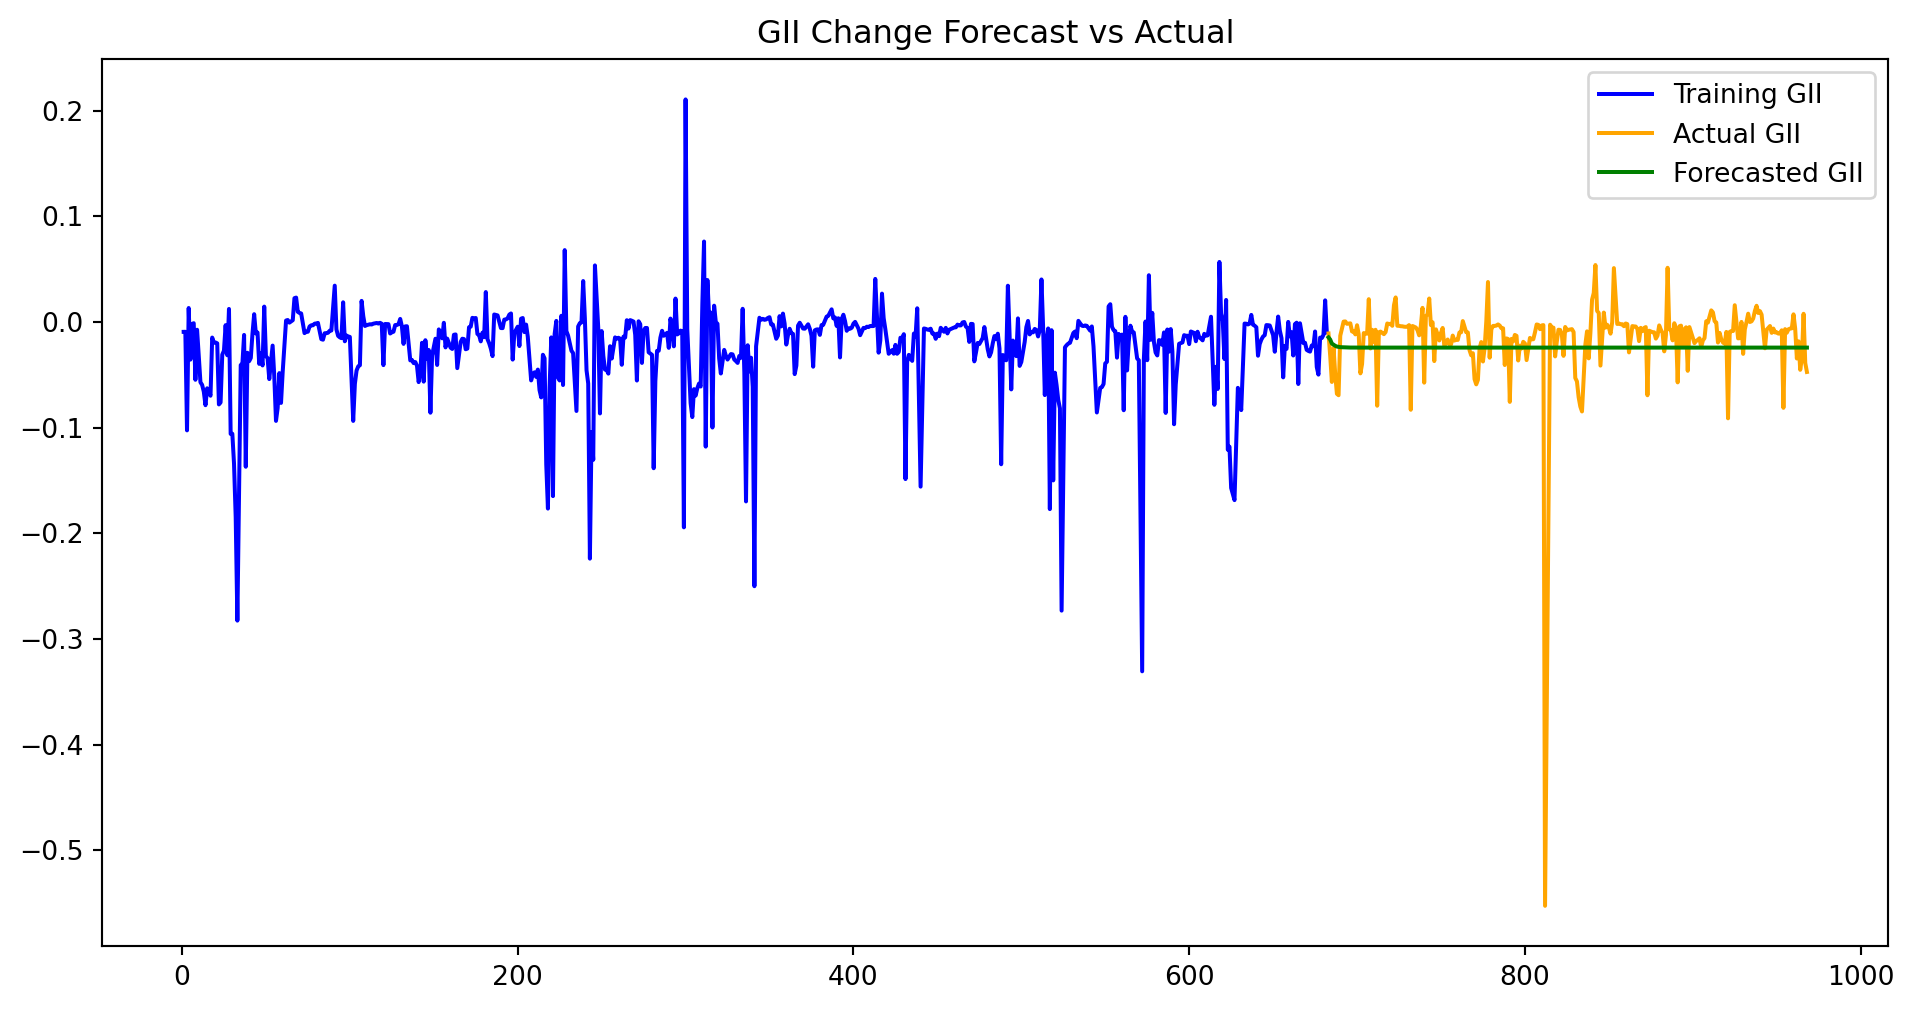 GII Change Forecast vs Actual
Training GII
Actual GII
Forecasted GII
0.2
0.1
0.0
−0.1
−0.2
−0.3
−0.4
−0.5
0 200 400 600 800 1000